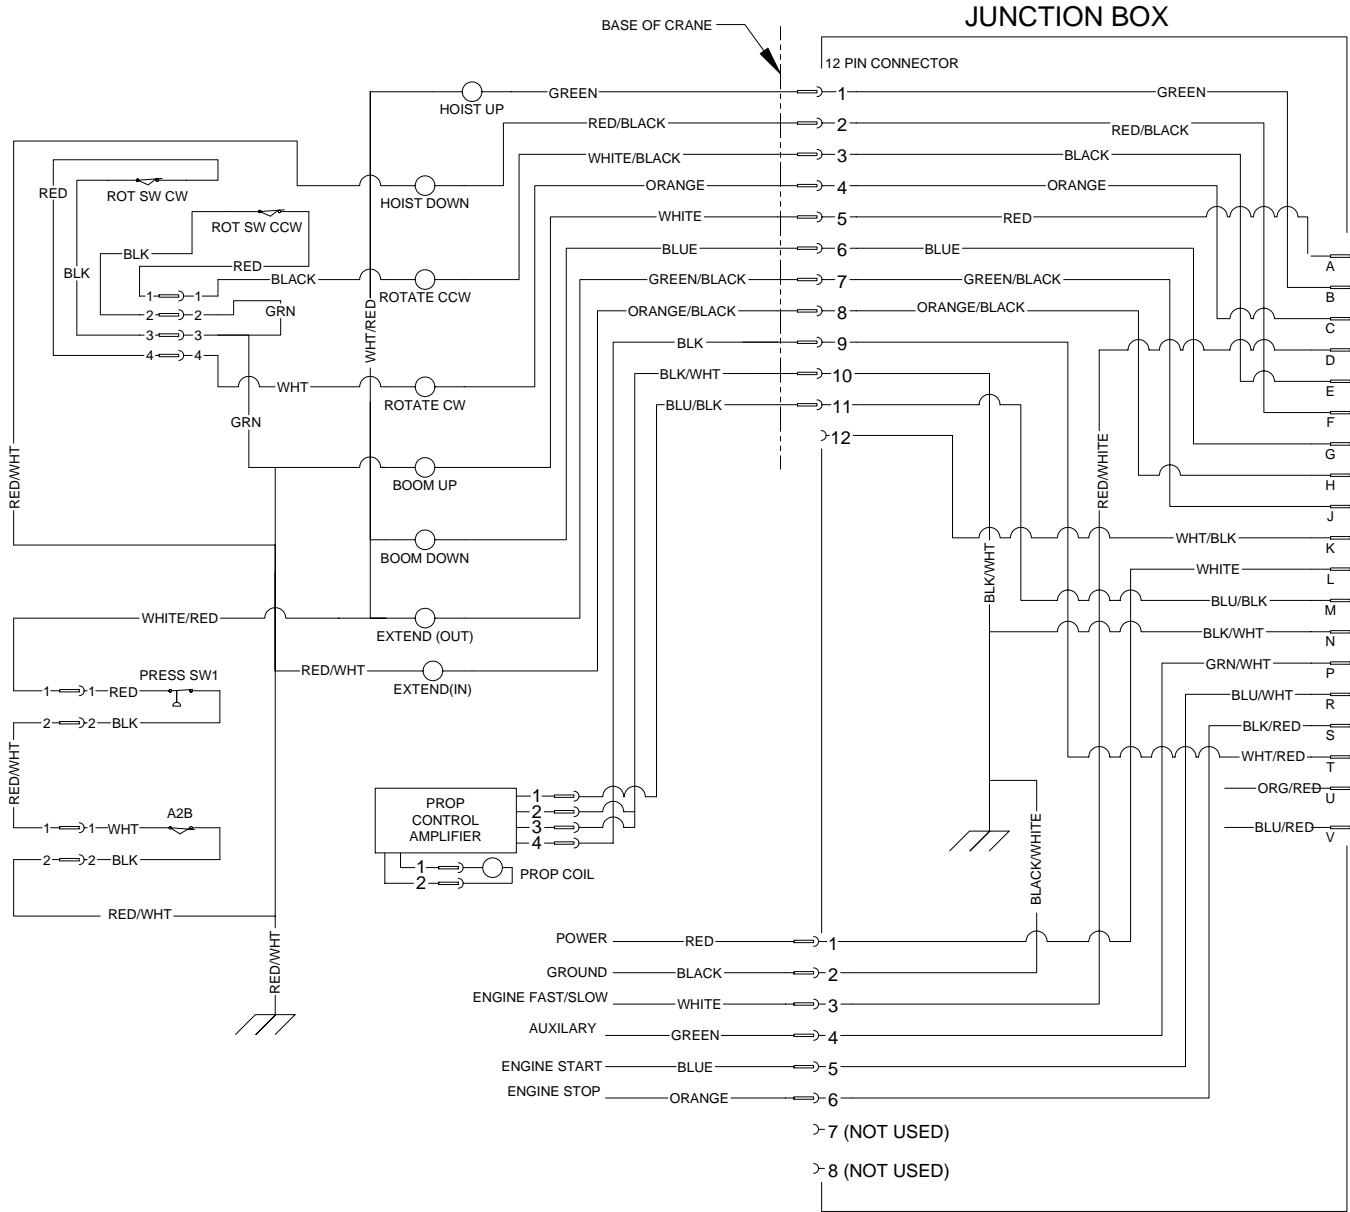 JUNCTION BOX
BASE OF CRANE
12 PIN CONNECTOR
HOIST UP
GREEN
1
GREEN
RED/BLACK
2
RED/BLACK
WHITE/BLACK
3
BLACK
HOIST DOWN
ORANGE
4
ORANGE
WHITE
5
RED
BLUE
6
BLUE
GREEN/BLACK
7
GREEN/BLACK
ORANGE/BLACK
8
ORANGE/BLACK
BLK
9
BLK/WHT
10
BLU/BLK
11
12
RED
ROT SW CW
ROT SW CCW
BLK
BLK
RED
BLACK
ROTATE CCW
1 1
2 2
GRN
3 3
4 4
WHT
ROTATE CW
GRN
WHT/RED
RED/WHT
BOOM UP
BOOM DOWN
WHITE/RED
EXTEND (OUT)
RED/WHT
EXTEND(IN)
PRESS SW1
1 1 RED
2 2 BLK
RED/WHT
A2B
1 1 WHT
2 2 BLK
RED/WHT
RED/WHT
PROP
CONTROL
AMPLIFIER
1
2
3
4
1
2
PROP COIL
RED/WHITE
BLK/WHT
BLACK/WHITE
A
B
C
D
E
F
G
H
J
WHT/BLK
K
WHITE
L
BLU/BLK
M
BLK/WHT
N
GRN/WHT
P
BLU/WHT
R
BLK/RED
S
WHT/RED
T
ORG/RED
U
BLU/RED
V
POWER RED 1
GROUND BLACK 2
ENGINE FAST/SLOW WHITE 3
AUXILARY GREEN 4
ENGINE START BLUE 5
ENGINE STOP ORANGE 6
7 (NOT USED)
8 (NOT USED)